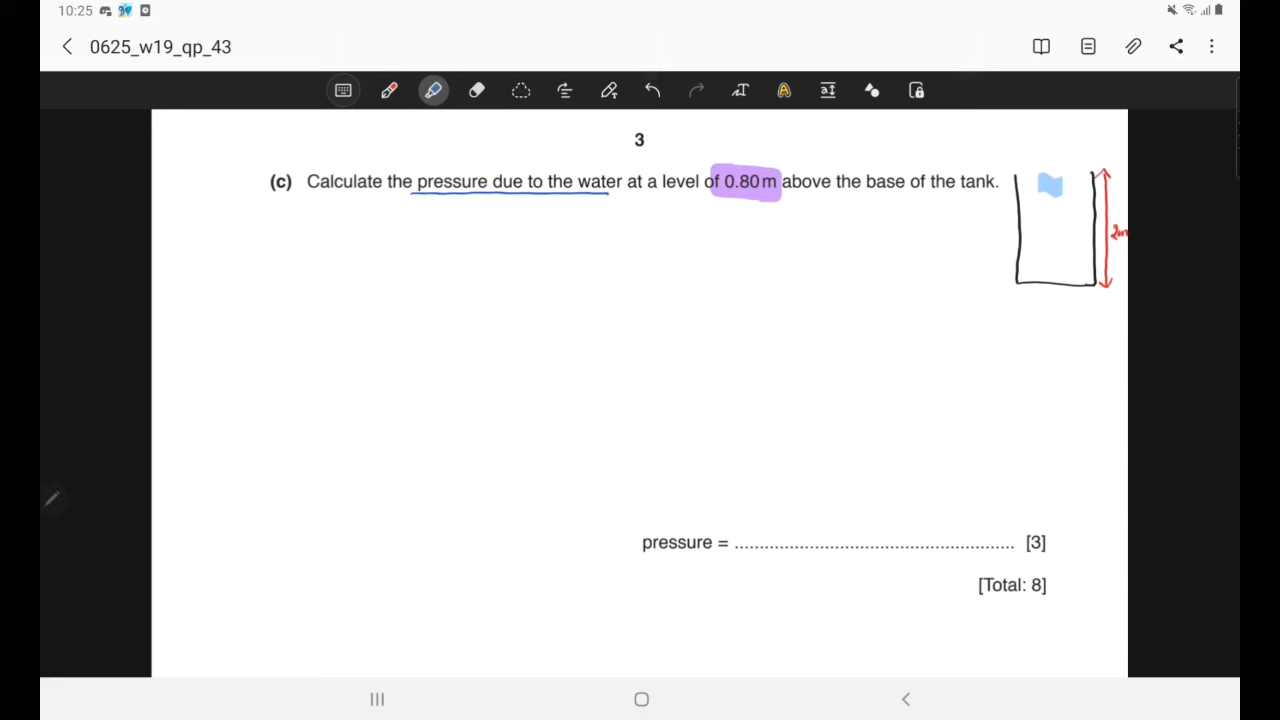 10:25
0625_w19_qp_43
3
(c) Calculate the pressure due to the water at a level of 0.80 m above the base of the tank.
2m
pressure = ...................................................... [3]
[Total: 8]